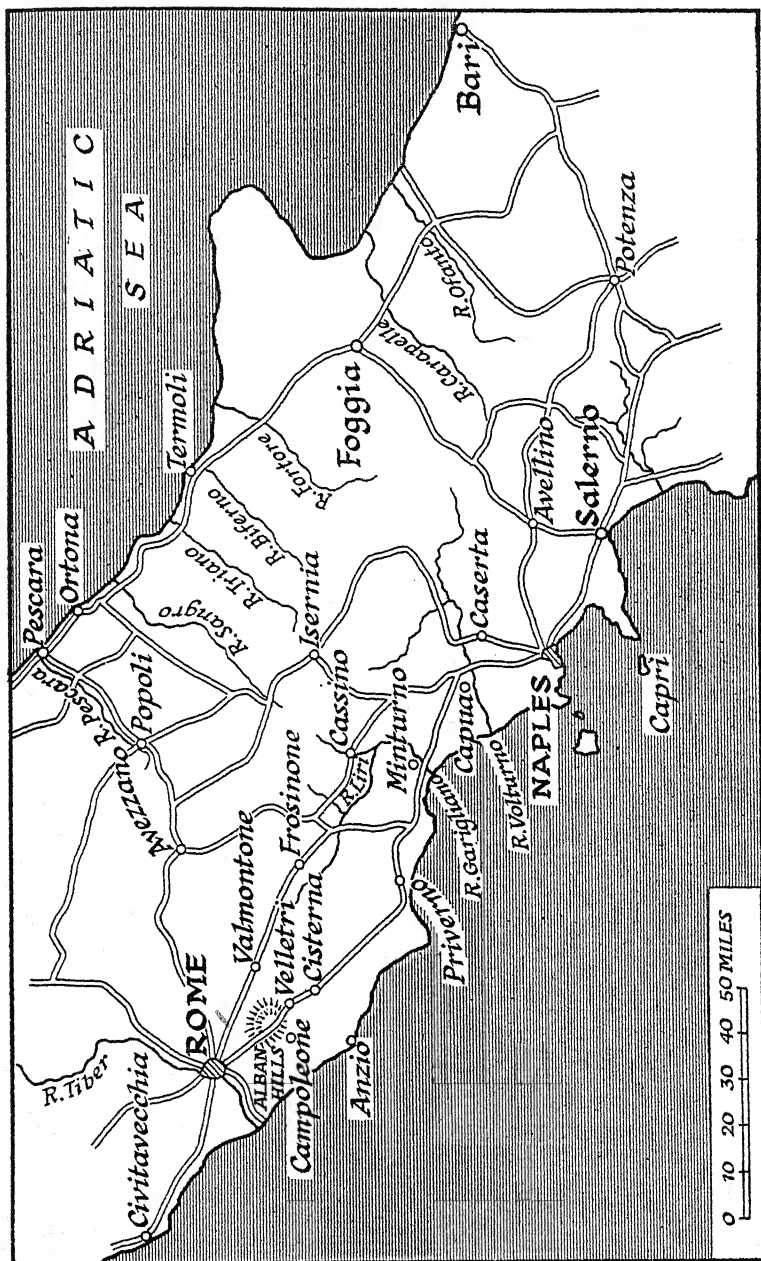 ADRIATIC
SEA
Pescara
Ortona
Termoli
R. Pescara
Popoli
Avezzano
R. Sangro
R. Iriano
R. Biferno
R. Fortore
Foggia
R. Carapelle
R. Ofanto
Bari
Potenza
Isernia
Cassino
R. Liri
Frosinone
Valmontone
Velletri
Cisterna
ROME
R. Tiber
Civitavecchia
ALBAN
HILLS
Campoleone
Anzio
Priverno
Minturno
R. Garigliano
Capua
R. Volturno
Caserta
NAPLES
Avellino
Salerno
Capri
0 10 20 30 40 50 MILES